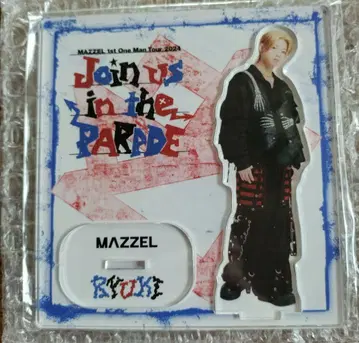 MAZZEL 1st One Man Tour 2024
Join us
in the
PARADE
MAZZEL
RYUKI